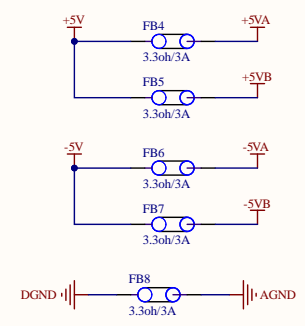 +5V FB4 +5VA
3.3oh/3A
FB5 +5VB
3.3oh/3A
-5V FB6 -5VA
3.3oh/3A
FB7 -5VB
3.3oh/3A
FB8
DGND AGND
3.3oh/3A